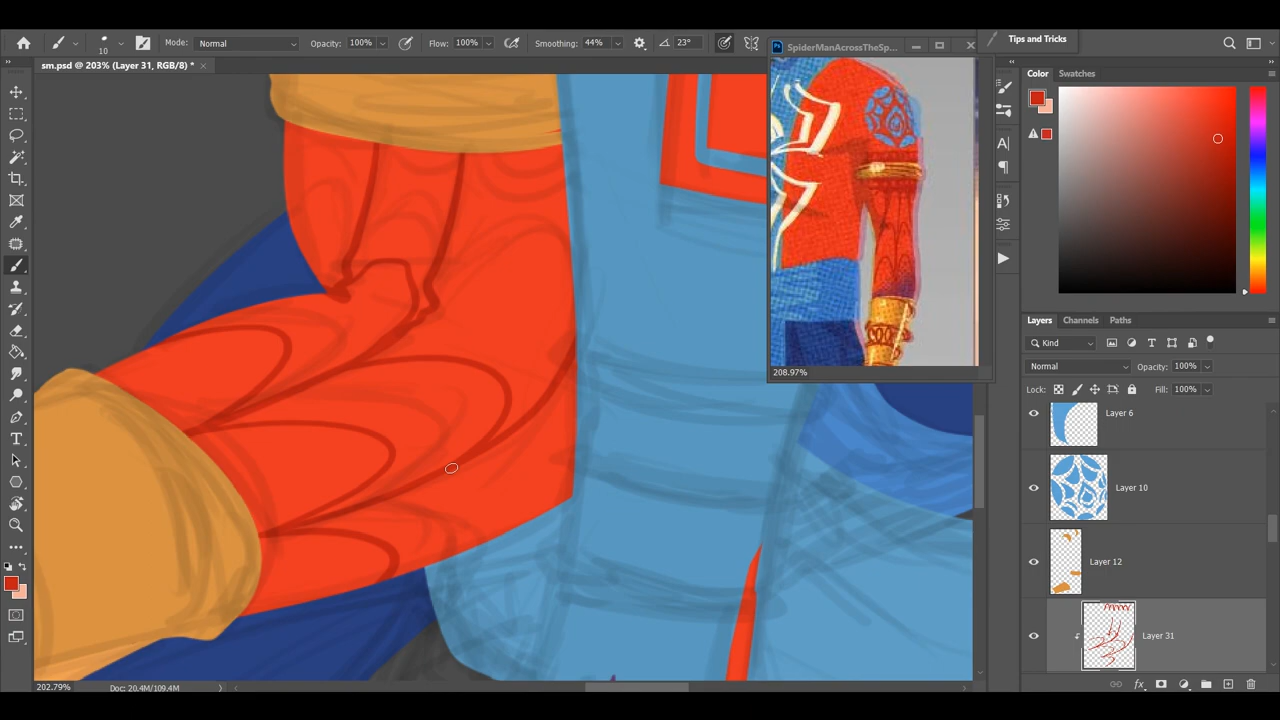 Tips and Tricks
10
Mode: Normal
Opacity: 100%
Flow: 100%
Smoothing: 44%
23°
SpiderManAcrossTheSp...
sm.psd @ 203% (Layer 31, RGB/8) *
Color
Swatches
208.97%
Layers
Channels
Paths
Kind
Normal
Opacity: 100%
Lock:
Fill: 100%
Layer 6
Layer 10
Layer 12
Layer 31
202.79%
Doc: 20.4M/109.4M